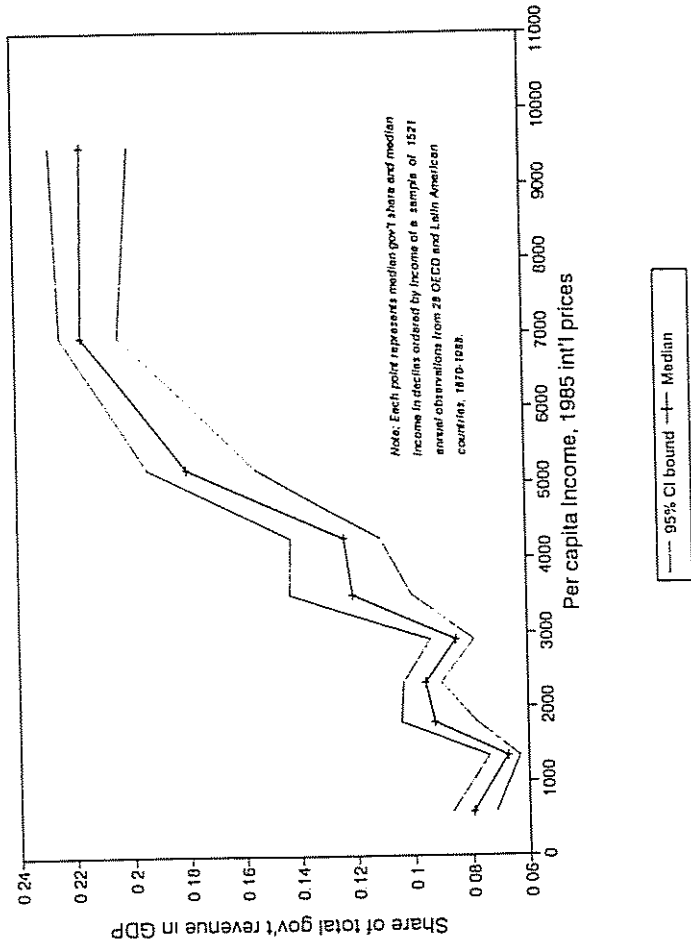 Share of total gov't revenue in GDP
0 24
0 22
0 2
0 18
0 16
0 14
0 12
0 1
0 08
0 06
0
1000
2000
3000
4000
5000
6000
7000
8000
9000
10000
11000
Per capita Income, 1985 int'l prices
Note: Each point represents median gov't share and median
income in deciles ordered by income of a sample of 1521
annual observations from 28 OECD and Latin American
countries, 1870-1988.
95% CI bound
Median